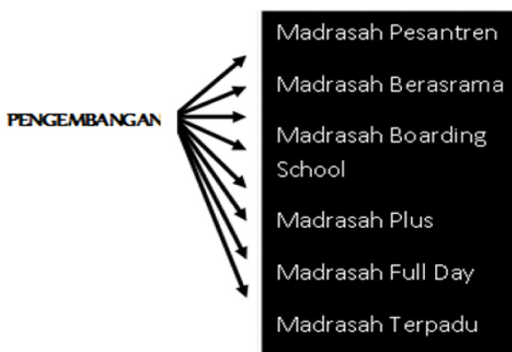 PENGEMBANGAN
Madrasah Pesantren
Madrasah Berasrama
Madrasah Boarding
School
Madrasah Plus
Madrasah Full Day
Madrasah Terpadu